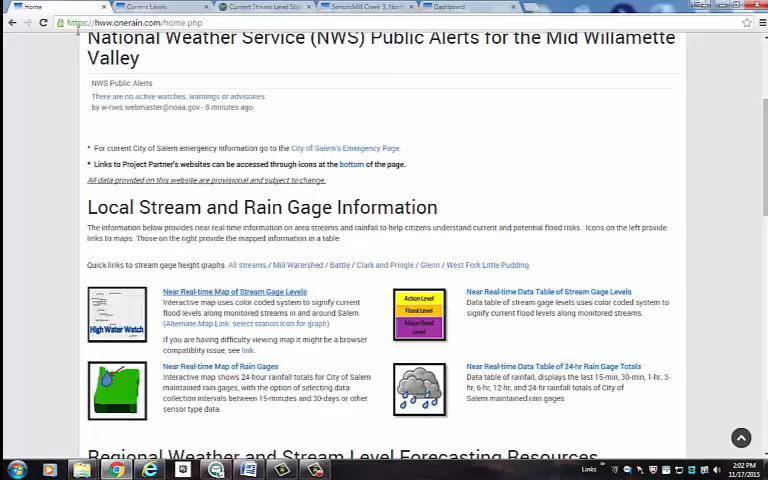 Home
Current Levels
Current Stream Level Stat
SensorMill Creek 3, North
Dashboard
https://hww.onerain.com/home.php
National Weather Service (NWS) Public Alerts for the Mid Willamette
Valley
NWS Public Alerts
There are no active watches, warnings or advisories
by w-nws.webmaster@noaa.gov - 8 minutes ago
* For current City of Salem emergency information go to the City of Salem's Emergency Page.
* Links to Project Partner's websites can be accessed through icons at the bottom of the page.
All data provided on this website are provisional and subject to change.
Local Stream and Rain Gage Information
The information below provides near real-time information on area streams and rainfall to help citizens understand current and potential flood risks. Icons on the left provide
links to maps. Those on the right provide the mapped information in a table
Quick links to stream gage height graphs: All streams / Mill Watershed / Battle / Clark and Pringle / Glenn / West Fork Little Pudding
High Water Watch
Near Real-time Map of Stream Gage Levels
Interactive map uses color coded system to signify current
flood levels along monitored streams in and around Salem.
(Alternate Map Link: select station icon for graph)
If you are having difficulty viewing map it might be a browser
compatibility issue, see link.
Action Level
Flood Level
Major Flood
Level
Near Real-time Data Table of Stream Gage Levels
Data table of stream gage levels uses color coded system to
signify current flood levels along monitored streams.
Near Real-time Map of Rain Gages
Interactive map shows 24-hour rainfall totals for City of Salem
maintained rain gages, with the option of selecting data
collection intervals between 15-minutes and 30-days or other
sensor type data.
Near Real-time Data Table of 24-hr Rain Gage Totals
Data table of rainfall, displays the last 15-min, 30-min, 1-hr, 3-
hr, 6-hr, 12-hr, and 24-hr rainfall totals of City of
Salem maintained rain gages.
Regional Weather and Stream Level Forecasting Resources
Links
2:02 PM
11/17/2015